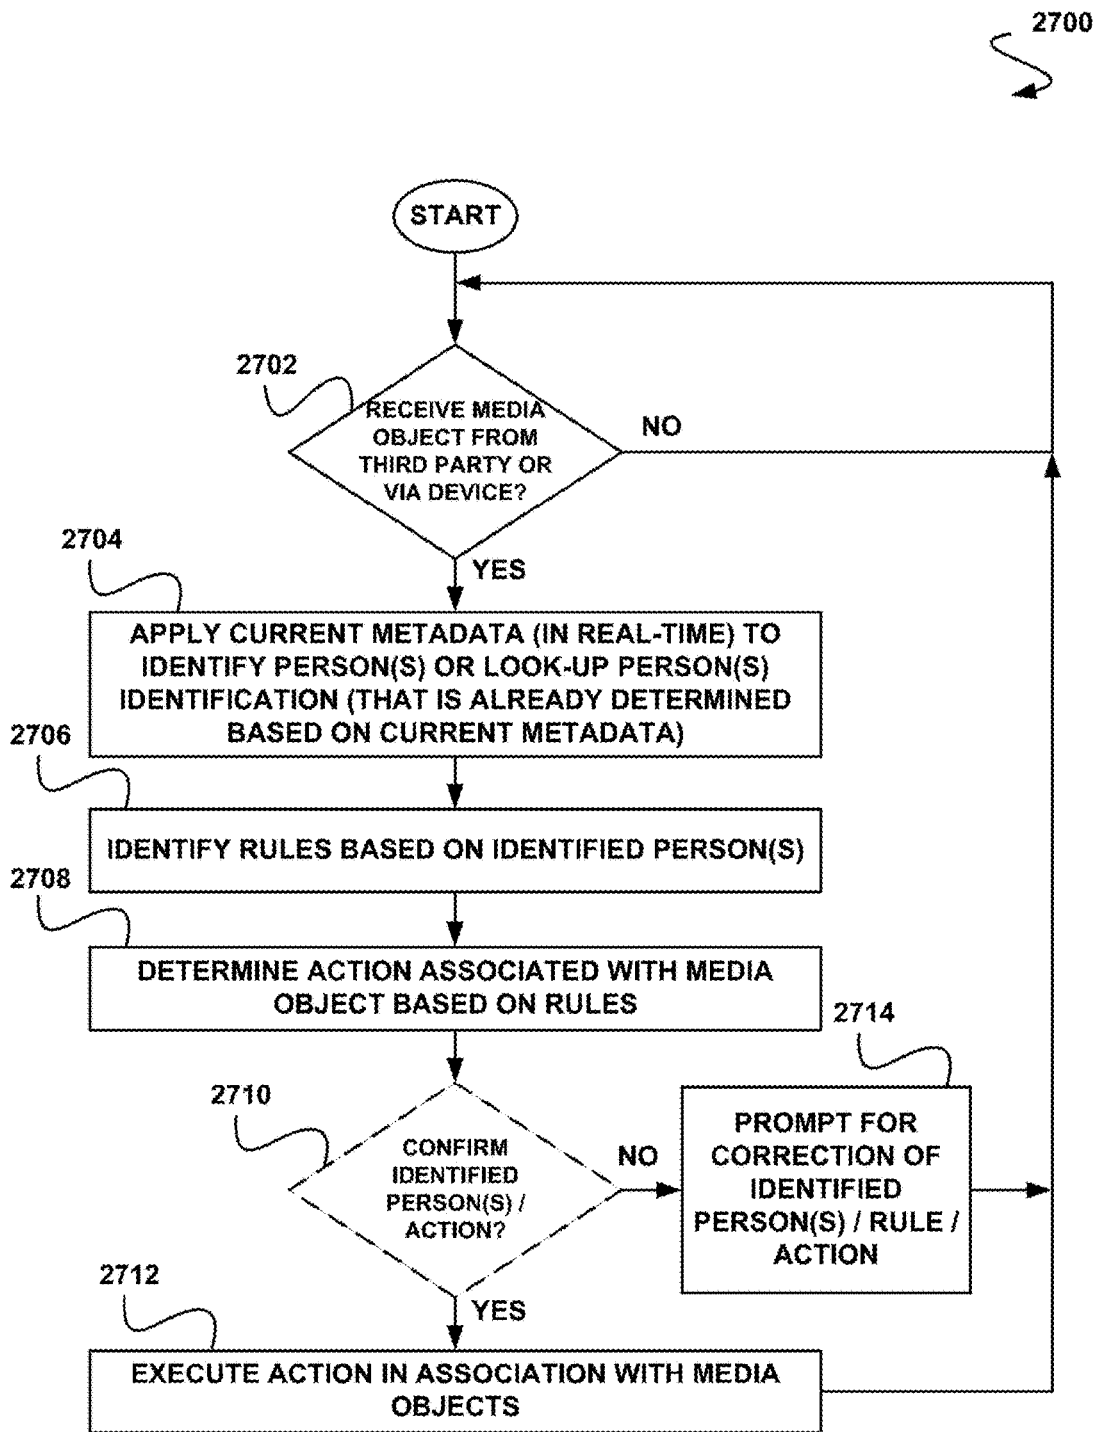 2700
START
2702
RECEIVE MEDIA
OBJECT FROM
THIRD PARTY OR
VIA DEVICE?
NO
2704
YES
APPLY CURRENT METADATA (IN REAL-TIME) TO
IDENTIFY PERSON(S) OR LOOK-UP PERSON(S)
IDENTIFICATION (THAT IS ALREADY DETERMINED
BASED ON CURRENT METADATA)
2706
IDENTIFY RULES BASED ON IDENTIFIED PERSON(S)
2708
DETERMINE ACTION ASSOCIATED WITH MEDIA
OBJECT BASED ON RULES
2710
CONFIRM
IDENTIFIED
PERSON(S) /
ACTION?
NO
2714
PROMPT FOR
CORRECTION OF
IDENTIFIED
PERSON(S) / RULE /
ACTION
2712
YES
EXECUTE ACTION IN ASSOCIATION WITH MEDIA
OBJECTS